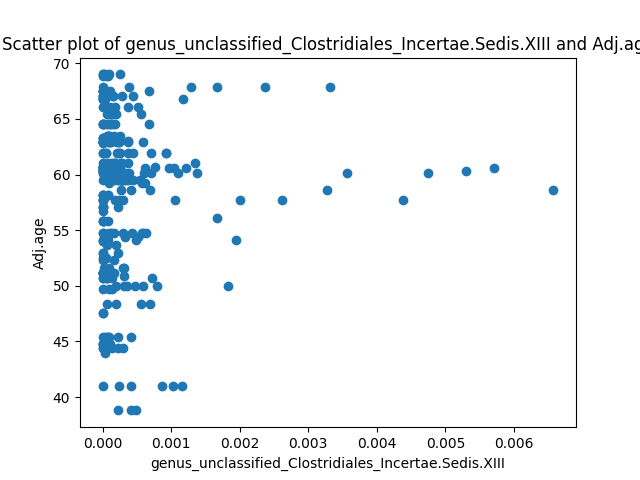 Scatter plot of genus_unclassified_Clostridiales_Incertae.Sedis.XIII and Adj.ag
70
65
60
55
50
45
40
Adj.age
0.000 0.001 0.002 0.003 0.004 0.005 0.006
genus_unclassified_Clostridiales_Incertae.Sedis.XIII